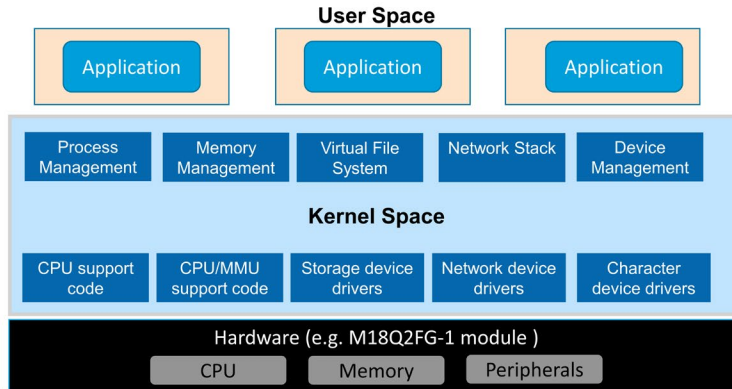 User Space
Application
Application
Application
Process
Management
Memory
Management
Virtual File
System
Network Stack
Device
Management
Kernel Space
CPU support
code
CPU/MMU
support code
Storage device
drivers
Network device
drivers
Character
device drivers
Hardware (e.g. M18Q2FG-1 module )
CPU
Memory
Peripherals